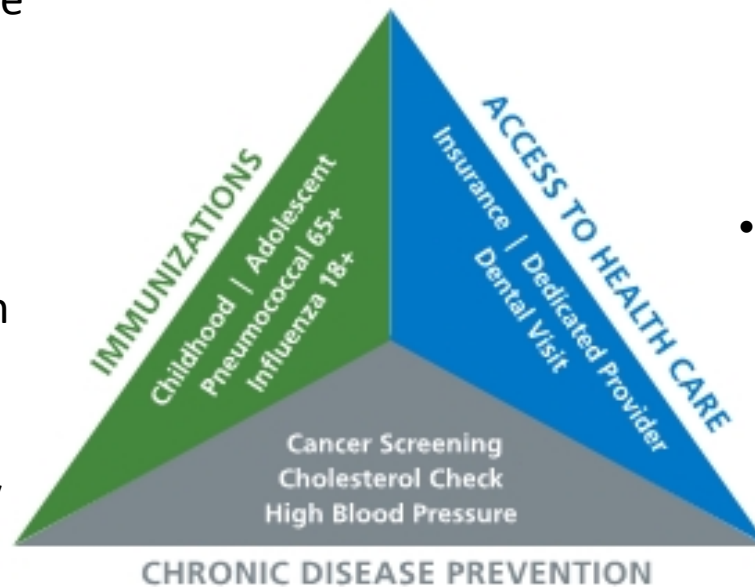 IMMUNIZATIONS
Childhood | Adolescent
Pneumococcal 65+
Influenza 18+
ACCESS TO HEALTH CARE
Insurance | Dedicated Provider
Dental Visit
Cancer Screening
Cholesterol Check
High Blood Pressure
CHRONIC DISEASE PREVENTION